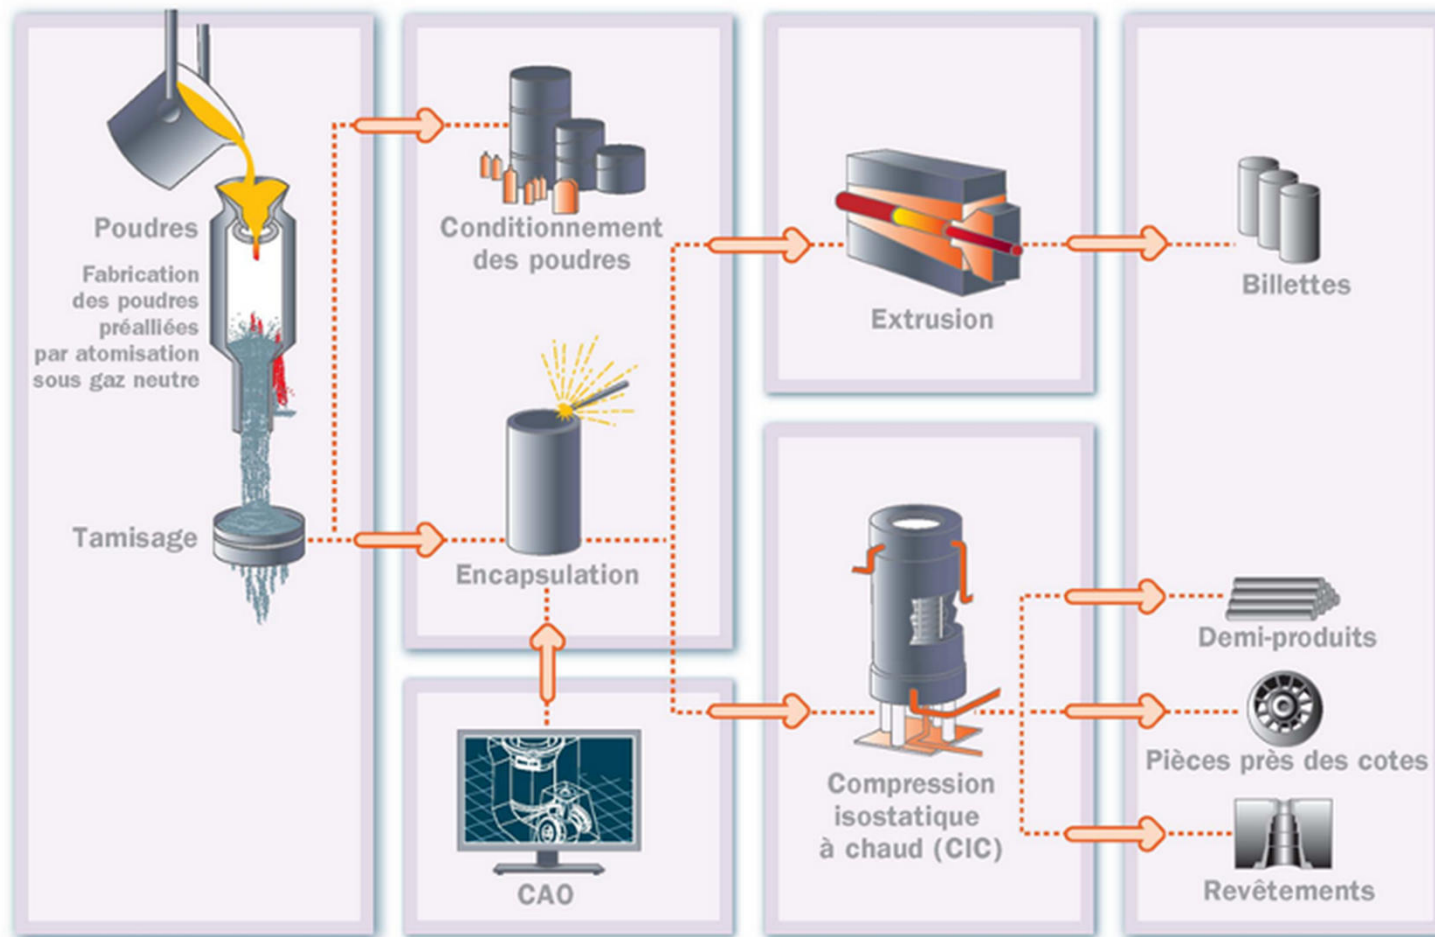 Poudres
Fabrication
des poudres
préalliées
par atomisation
sous gaz neutre
Tamisage
Conditionnement
des poudres
Encapsulation
CAO
Extrusion
Compression
isostatique
à chaud (CIC)
Billettes
Demi-produits
Pièces près des cotes
Revêtements